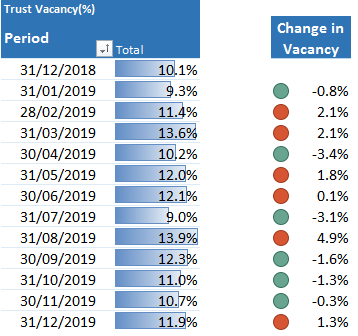 Trust Vacancy(%)
Period
Total
Change in
Vacancy
31/12/2018 10.1%
31/01/2019 9.3% -0.8%
28/02/2019 11.4% 2.1%
31/03/2019 13.6% 2.1%
30/04/2019 10.2% -3.4%
31/05/2019 12.0% 1.8%
30/06/2019 12.1% 0.1%
31/07/2019 9.0% -3.1%
31/08/2019 13.9% 4.9%
30/09/2019 12.3% -1.6%
31/10/2019 11.0% -1.3%
30/11/2019 10.7% -0.3%
31/12/2019 11.9% 1.3%